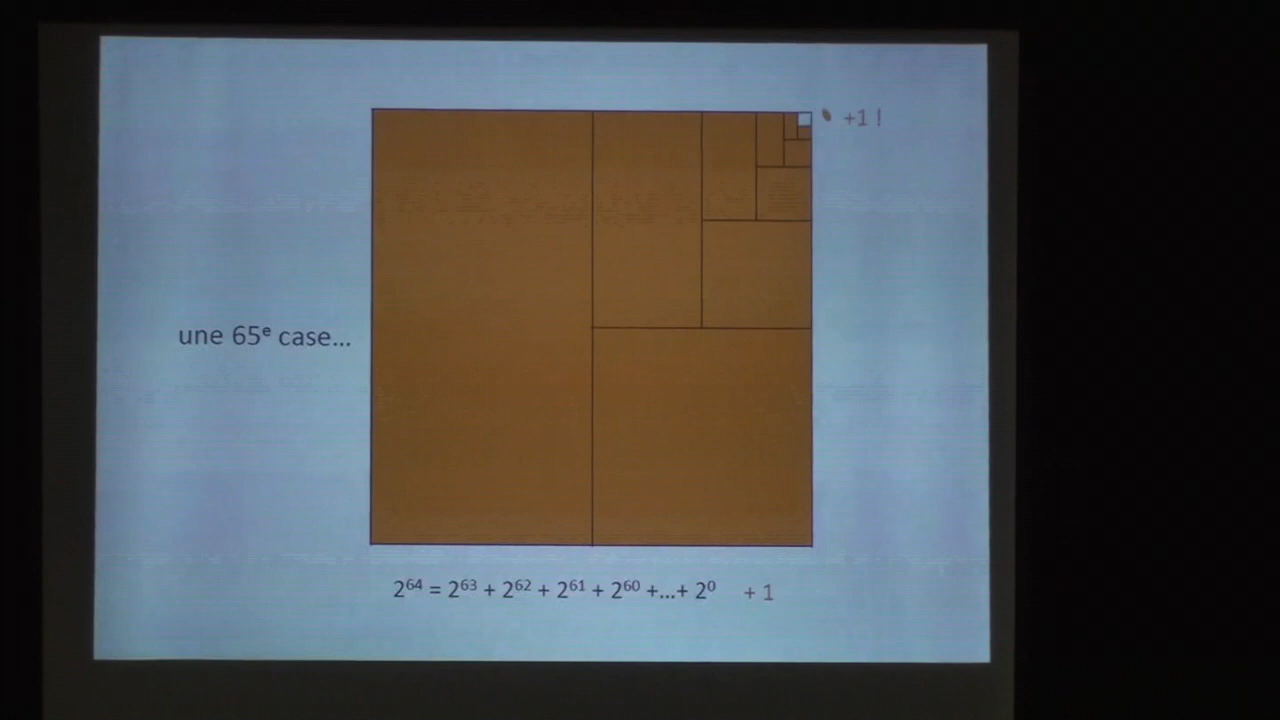 +1 !
une 65ᵉ case...
2⁶⁴ = 2⁶³ + 2⁶² + 2⁶¹ + 2⁶⁰ +...+ 2⁰ + 1